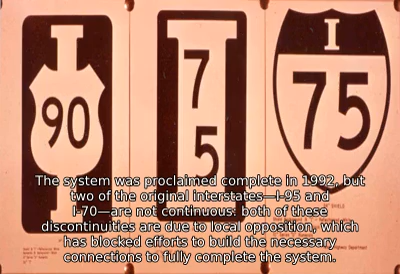 I
90
7
5
75
The system was proclaimed complete in 1992, but
two of the original interstates—I-95 and
I-70—are not continuous: both of these
discontinuities are due to local opposition, which
has blocked efforts to build the necessary
connections to fully complete the system.
Highway Department